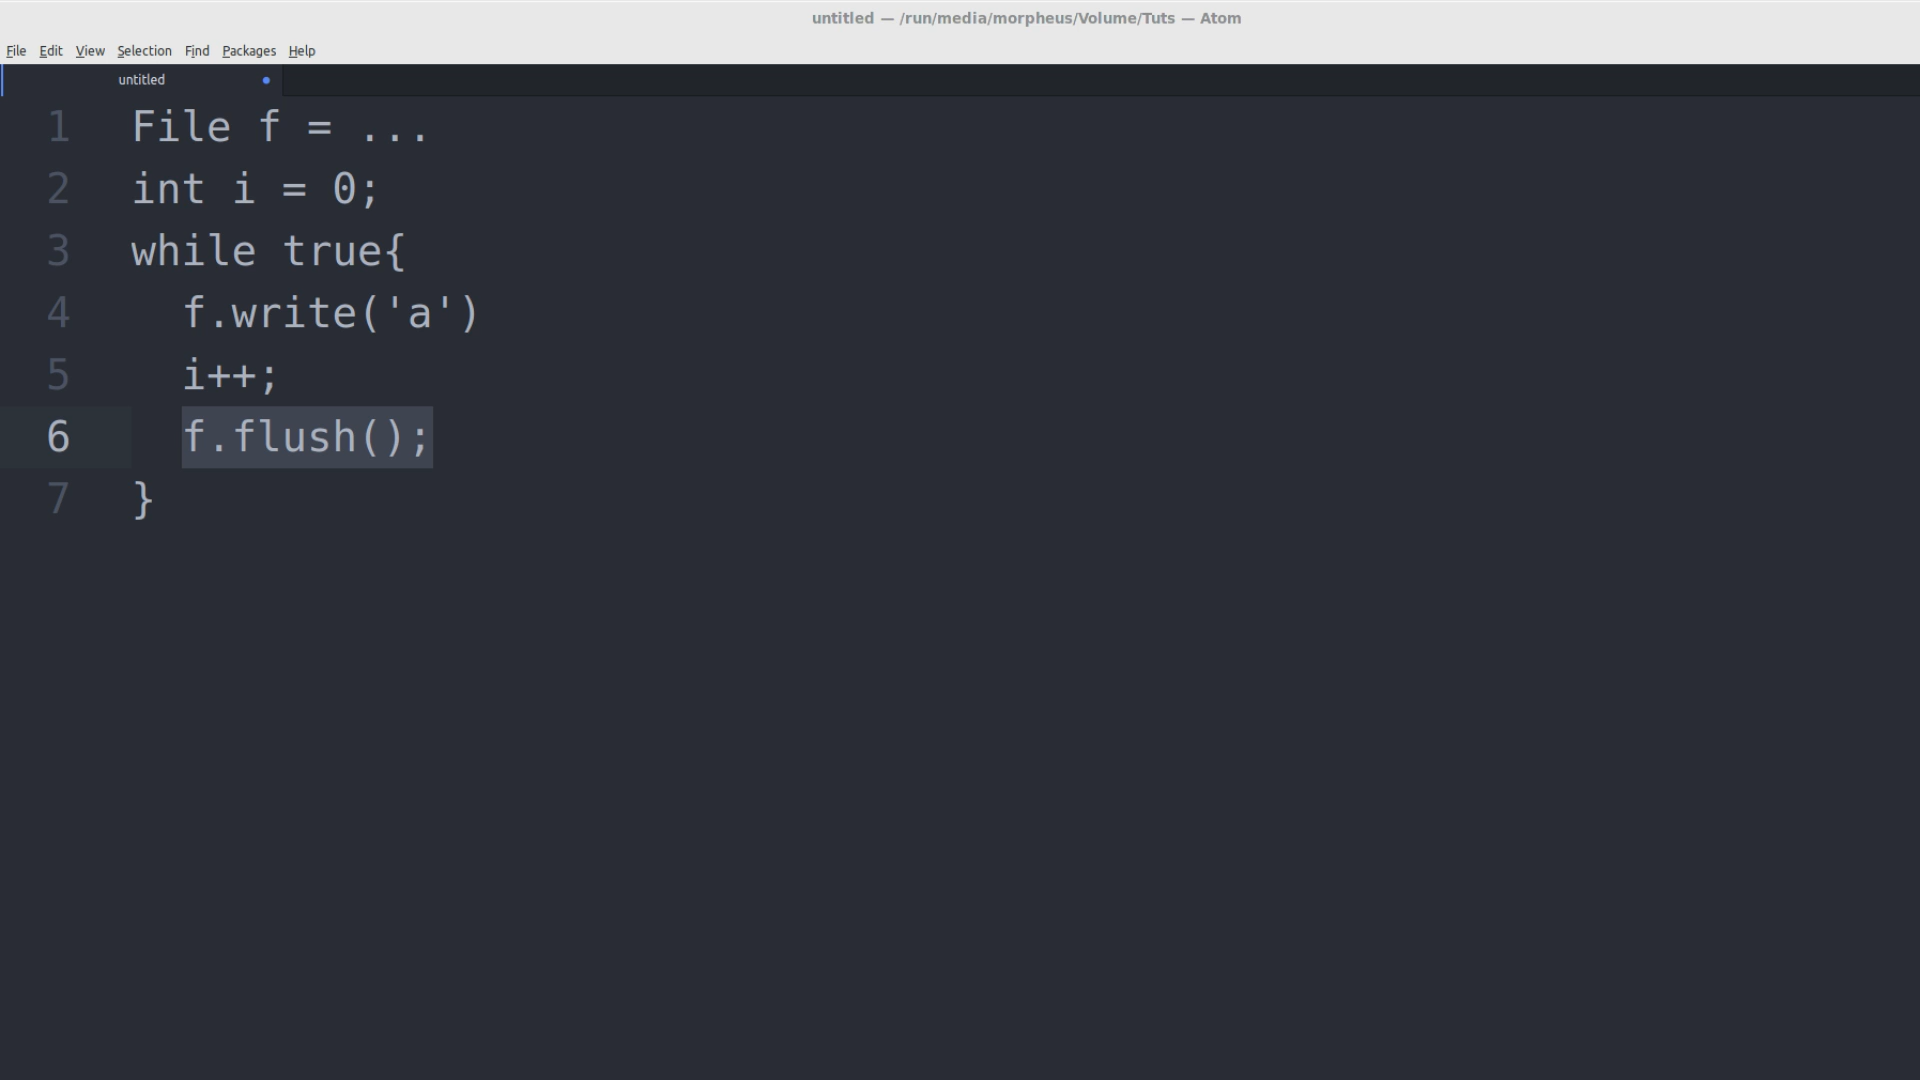 untitled — /run/media/morpheus/Volume/Tuts — Atom
File Edit View Selection Find Packages Help
untitled
1 File f = ...
2 int i = 0;
3 while true{
4 f.write('a')
5 i++;
6 f.flush();
7 }